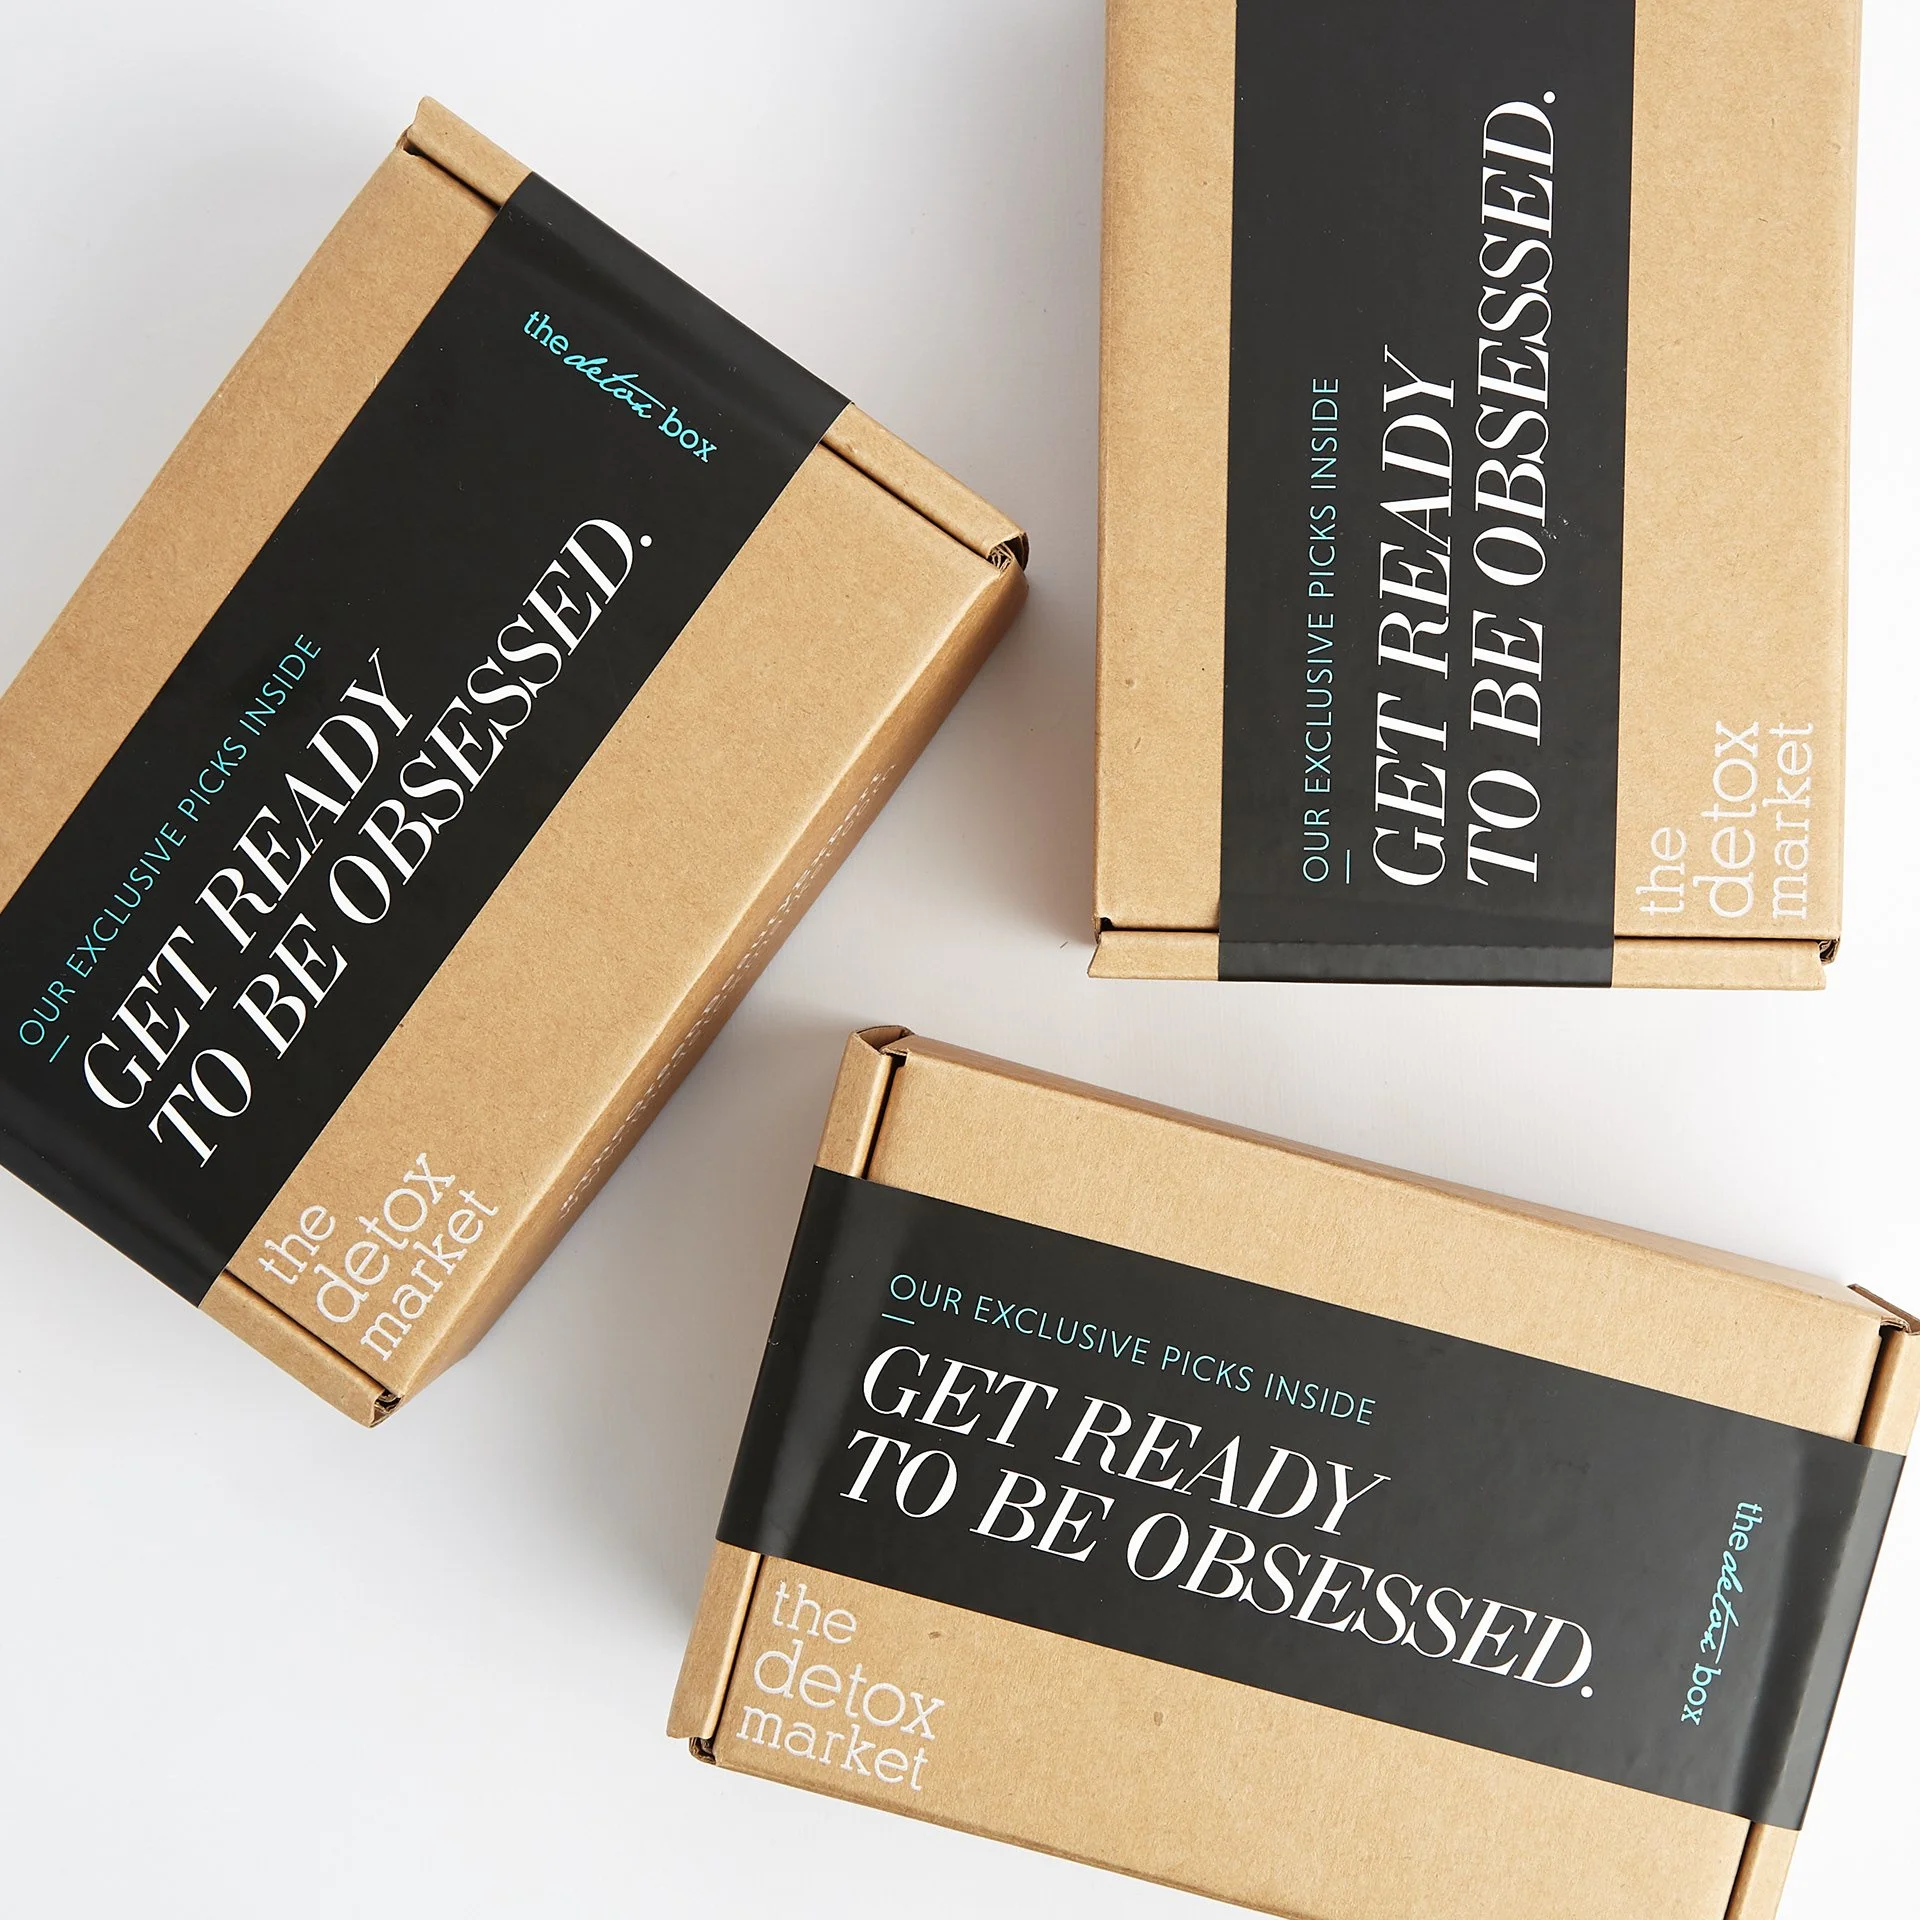 the detox box
OUR EXCLUSIVE PICKS INSIDE
GET READY
TO BE OBSESSED.
the
detox
market
OUR EXCLUSIVE PICKS INSIDE
GET READY
TO BE OBSESSED.
the
detox
market
OUR EXCLUSIVE PICKS INSIDE
GET READY
TO BE OBSESSED.
the detox box
the
detox
market